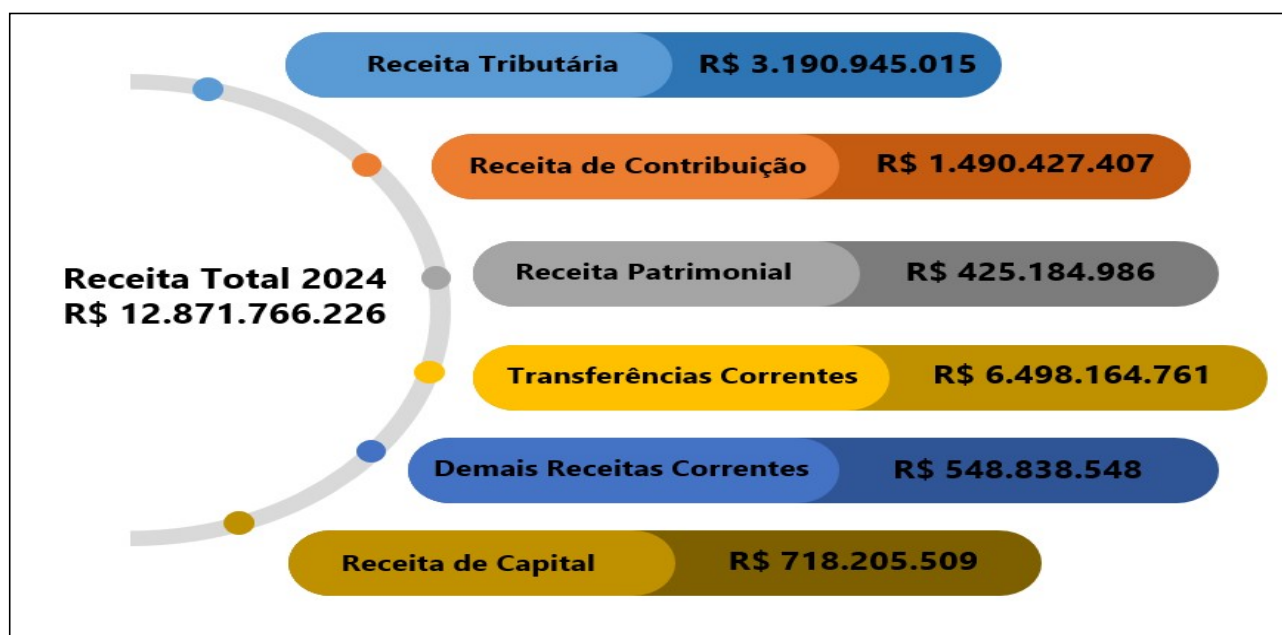 Receita Tributária R$ 3.190.945.015
Receita de Contribuição R$ 1.490.427.407
Receita Patrimonial R$ 425.184.986
Receita Total 2024
R$ 12.871.766.226
Transferências Correntes R$ 6.498.164.761
Demais Receitas Correntes R$ 548.838.548
Receita de Capital R$ 718.205.509